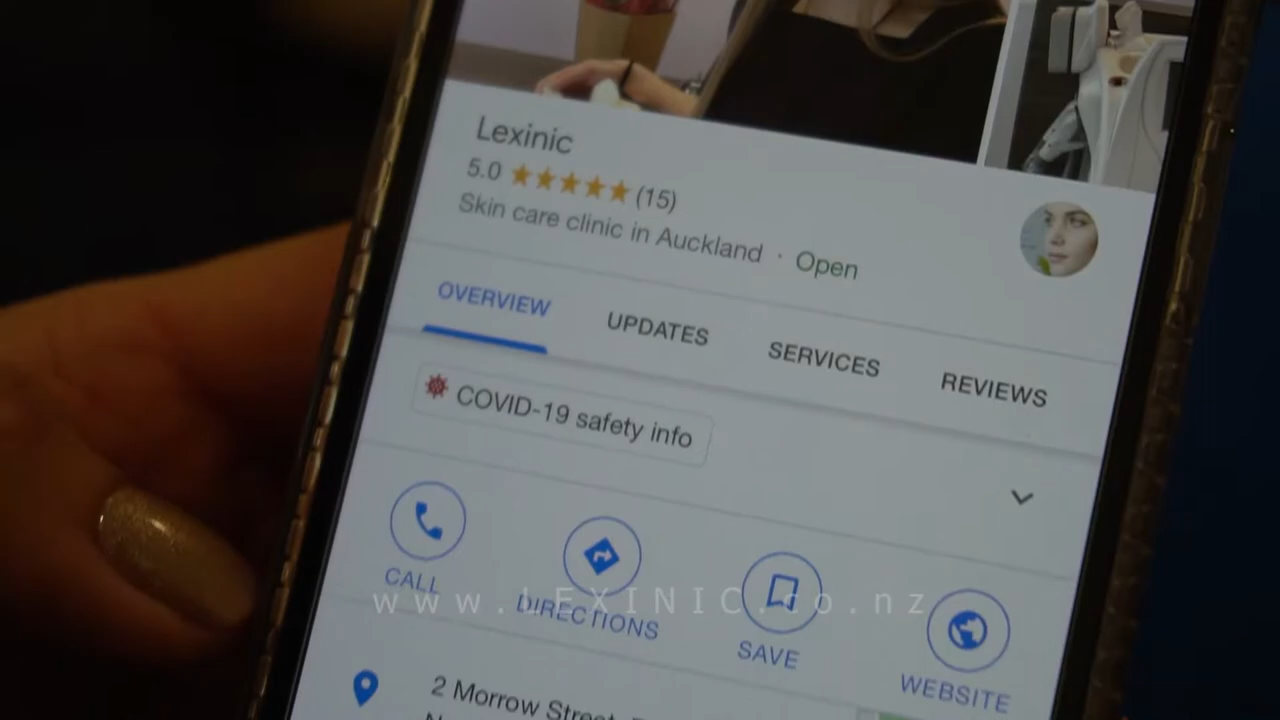 Lexinic
5.0 (15)
Skin care clinic in Auckland · Open
OVERVIEW UPDATES SERVICES REVIEWS
COVID-19 safety info
CALL DIRECTIONS SAVE WEBSITE
www.LEXINIC.co.nz
2 Morrow Street,